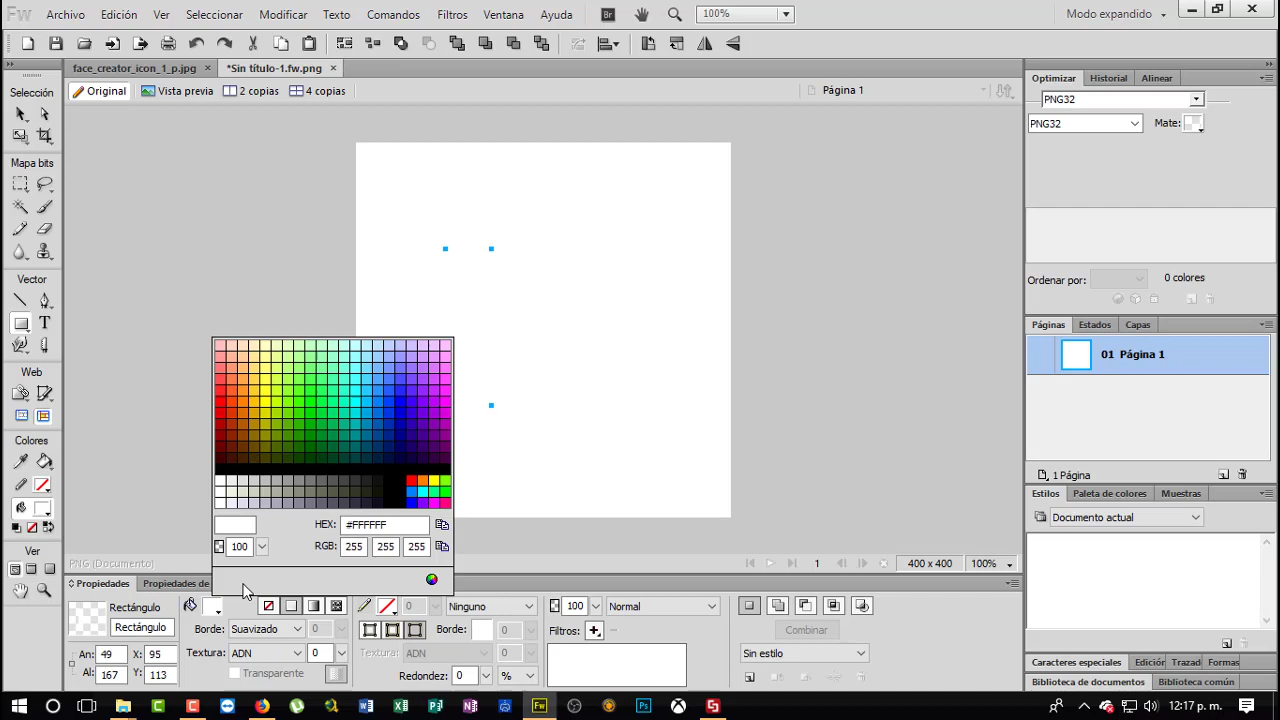 Fw Archivo Edición Ver Seleccionar Modificar Texto Comandos Filtros Ventana Ayuda Br 100% Modo expandido
face_creator_icon_1_p.jpg × *Sin título-1.fw.png ×
Original Vista previa 2 copias 4 copias Página 1
Selección
Mapa bits
Vector
T
Web
Colores
Ver
Optimizar Historial Alinear
PNG32
PNG32 Mate:
Ordenar por: 0 colores
Páginas Estados Capas
01 Página 1
1 Página
Estilos Paleta de colores Muestras
Documento actual
Caracteres especiales Edición Trazad Formas
Biblioteca de documentos Biblioteca común
HEX: #FFFFFF
100 RGB: 255 255 255
PNG (Documento) 1 400 x 400 100%
Propiedades Propiedades de
Rectángulo
Rectángulo
An: 49 X: 95
Al: 167 Y: 113
0 Ninguno
Borde: Suavizado 0 Borde: 0
Textura: ADN 0 Textura: ADN 0
Transparente Redondez: 0 %
100 Normal
Filtros:
Combinar
Sin estilo
Fw Ps 12:17 p. m.